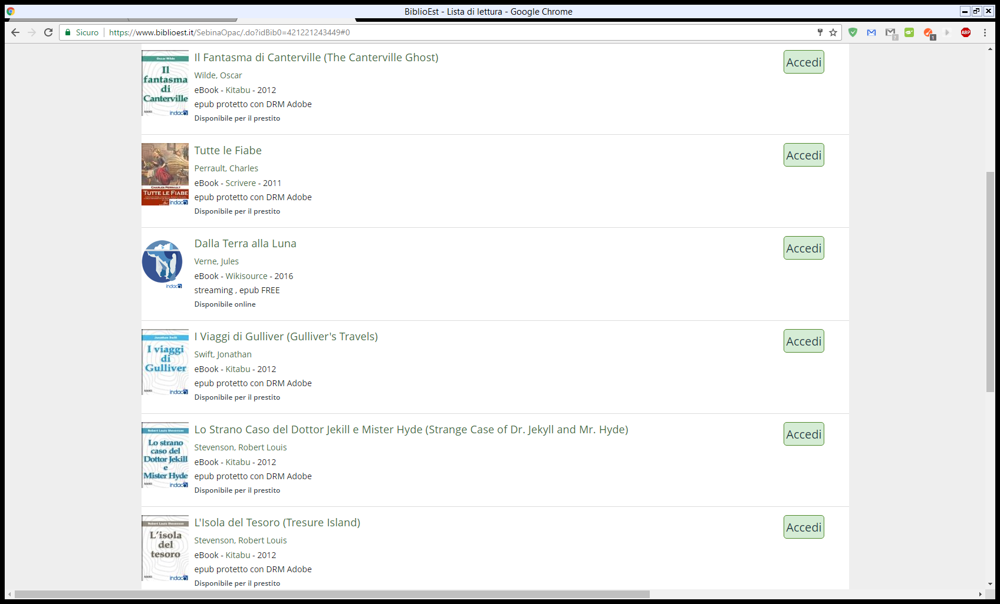 BiblioEst - Lista di lettura - Google Chrome
Sicuro
https://www.biblioest.it/SebinaOpac/.do?idBib0=421221243449#0
?
1
ABP
Oscar Wilde
Il
fantasma
di
Canterville
indaco
Il Fantasma di Canterville (The Canterville Ghost)
Wilde, Oscar
eBook - Kitabu - 2012
epub protetto con DRM Adobe
Disponibile per il prestito
Accedi
CHARLES PERRAULT
TUTTE LE FIABE
indaco
Tutte le Fiabe
Perrault, Charles
eBook - Scrivere - 2011
epub protetto con DRM Adobe
Disponibile per il prestito
Accedi
indaco
Dalla Terra alla Luna
Verne, Jules
eBook - Wikisource - 2016
streaming , epub FREE
Disponibile online
Accedi
Jonathan Swift
I viaggi
di
Gulliver
indaco
I Viaggi di Gulliver (Gulliver's Travels)
Swift, Jonathan
eBook - Kitabu - 2012
epub protetto con DRM Adobe
Disponibile per il prestito
Accedi
Robert Louis Stevenson
Lo strano
caso del
Dottor Jekill
e
Mister Hyde
indaco
Lo Strano Caso del Dottor Jekill e Mister Hyde (Strange Case of Dr. Jekyll and Mr. Hyde)
Stevenson, Robert Louis
eBook - Kitabu - 2012
epub protetto con DRM Adobe
Disponibile per il prestito
Accedi
Robert Louis Stevenson
L'isola
del
tesoro
indaco
L'Isola del Tesoro (Tresure Island)
Stevenson, Robert Louis
eBook - Kitabu - 2012
epub protetto con DRM Adobe
Disponibile per il prestito
Accedi